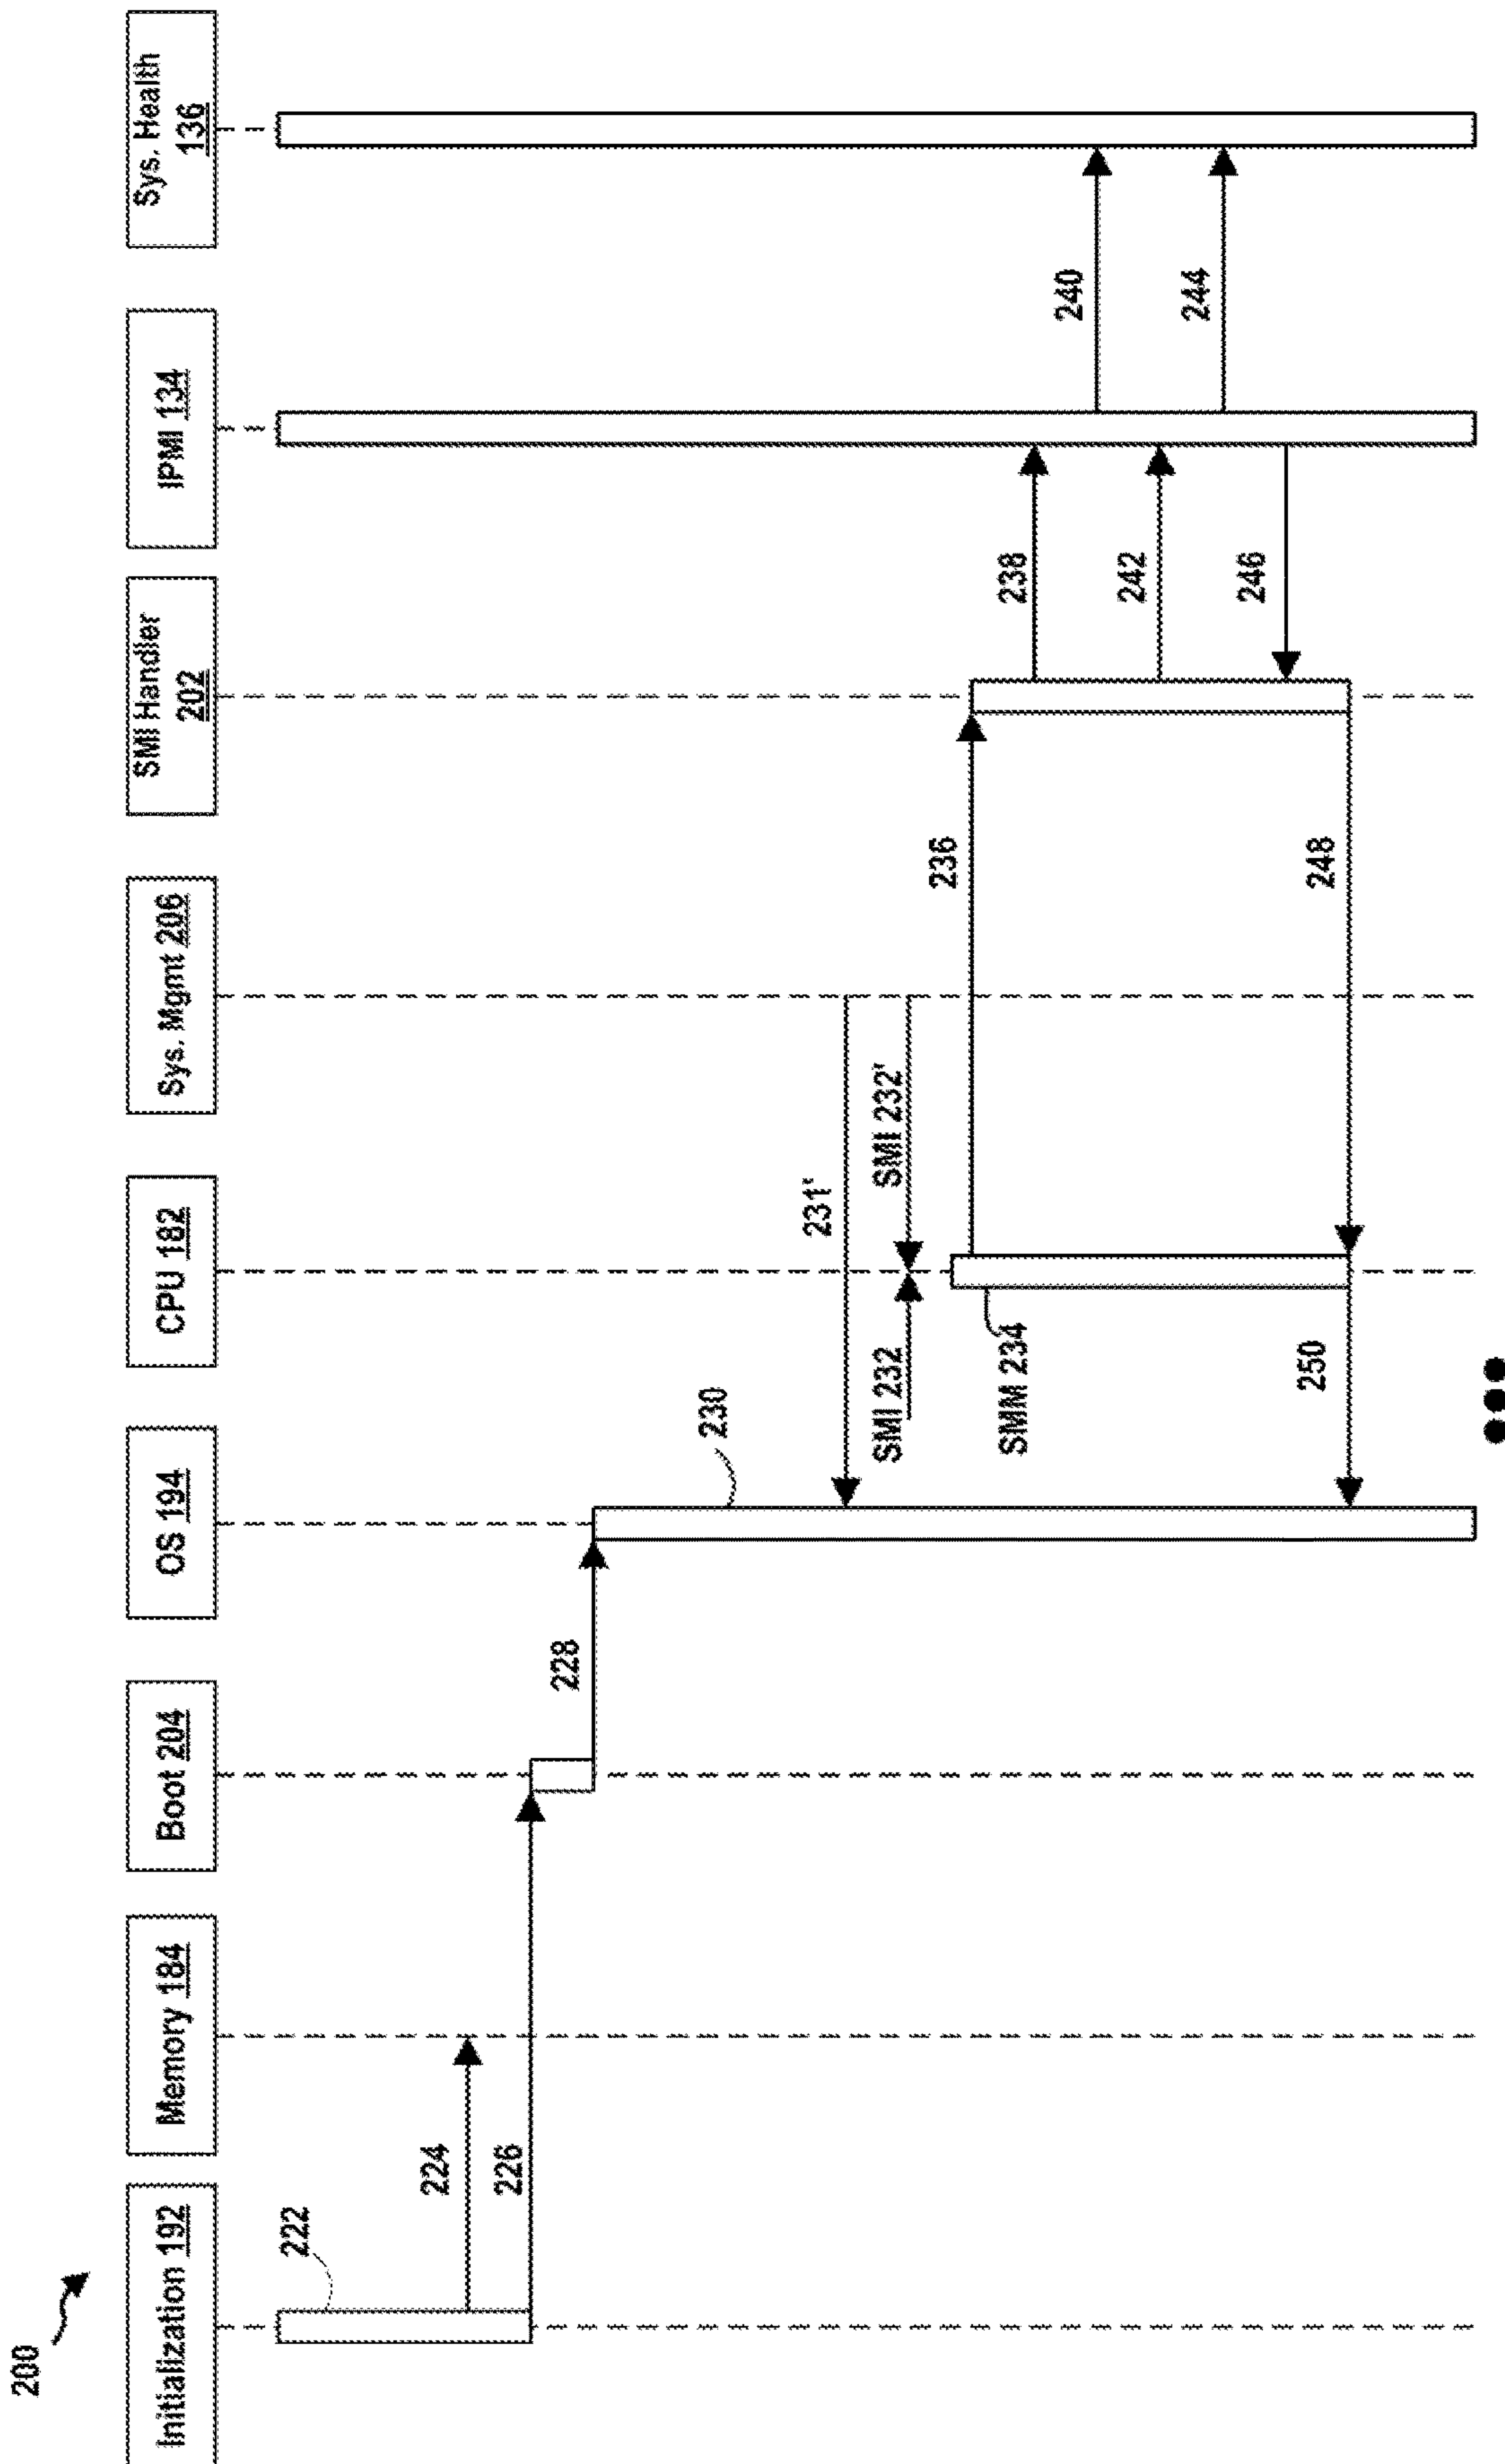 200
Initialization 192
Memory 184
Boot 204
OS 194
CPU 182
Sys. Mgmt 206
SMI Handler
202
IPMI 134
Sys. Health
136
222
224
226
228
230
231'
SMI 232
SMI 232'
SMM 234
236
238
240
242
244
246
248
250